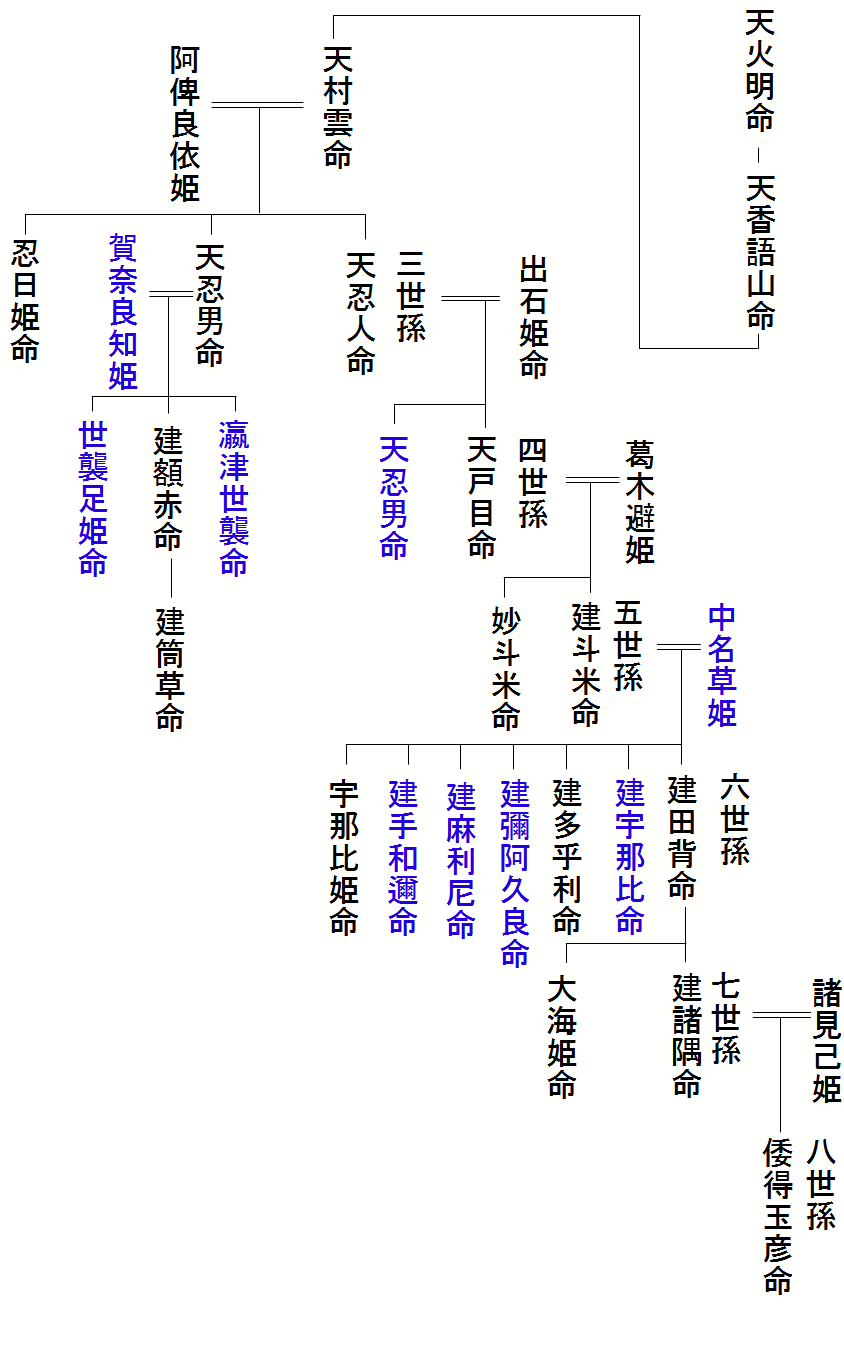 天火明命
天香語山命
天村雲命
阿俾良依姫
出石姫命
三世孫
天忍人命
天忍男命
賀奈良知姫
忍日姫命
葛木避姫
四世孫
天戸目命
天忍男命
瀛津世襲命
建額赤命
世襲足姫命
建筒草命
中名草姫
五世孫
建斗米命
妙斗米命
六世孫
建田背命
建宇那比命
建多乎利命
建彌阿久良命
建麻利尼命
建手和邇命
宇那比姫命
諸見己姫
七世孫
建諸隅命
大海姫命
八世孫
倭得玉彦命